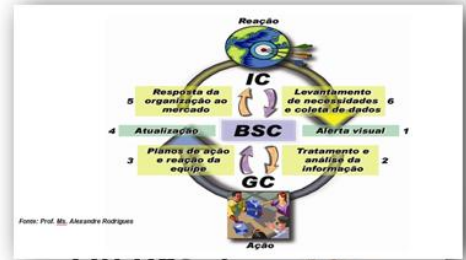 Reação
IC
5 Resposta da organização ao mercado
Levantamento de necessidades e coleta de dados 6
4 Atualização
BSC
Alerta visual 1
3 Planos de ação e reação da equipe
Tratamento e análise da informação 2
GC
Ação
Fonte: Prof. Ms. Alexandre Rodrigues